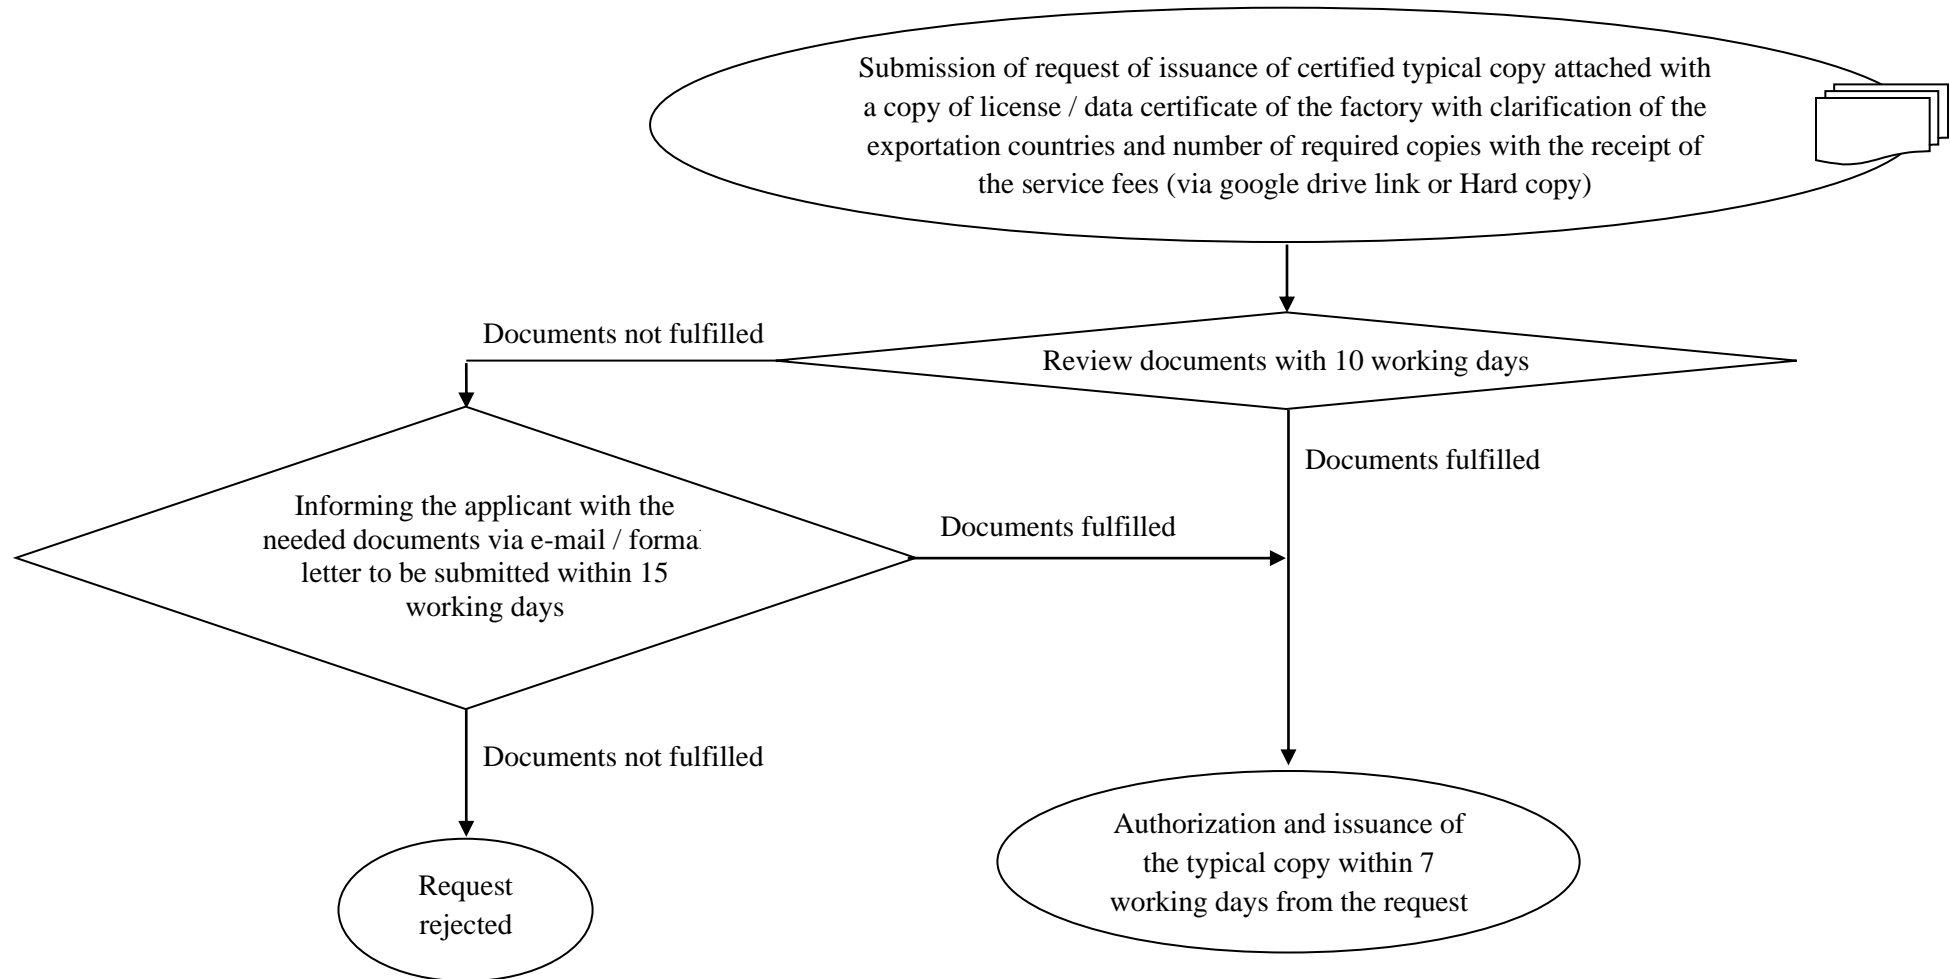 Submission of request of issuance of certified typical copy attached with
a copy of license / data certificate of the factory with clarification of the
exportation countries and number of required copies with the receipt of
the service fees (via google drive link or Hard copy)
Documents not fulfilled
Review documents with 10 working days
Documents fulfilled
Informing the applicant with the
needed documents via e-mail / forma
letter to be submitted within 15
working days
Documents fulfilled
Documents not fulfilled
Authorization and issuance of
the typical copy within 7
working days from the request
Request
rejected